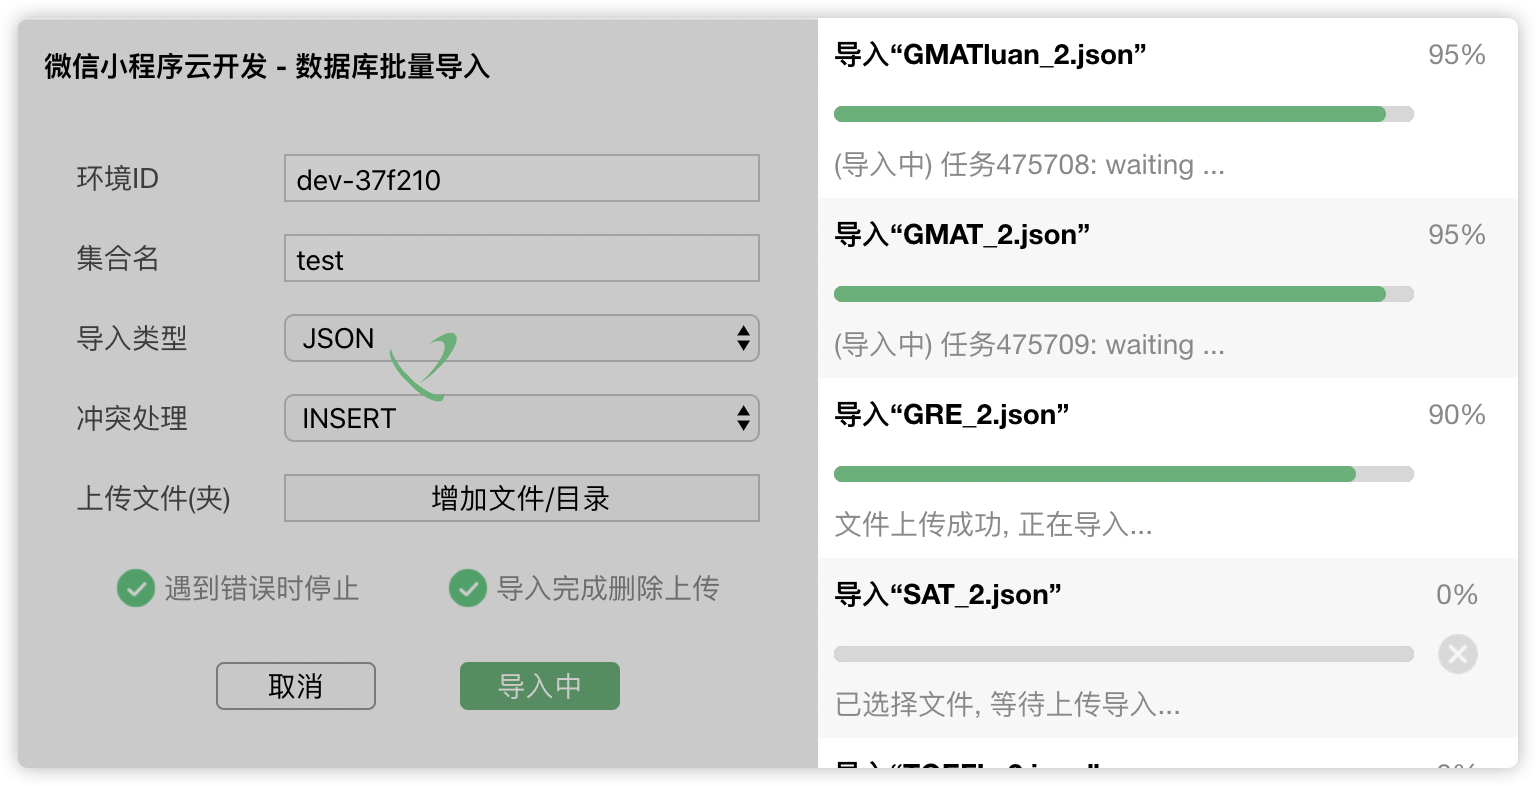 微信小程序云开发 - 数据库批量导入
环境ID
dev-37f210
集合名
test
导入类型
JSON
冲突处理
INSERT
上传文件(夹)
增加文件/目录
遇到错误时停止
导入完成删除上传
取消
导入中
导入“GMATluan_2.json”
95%
(导入中) 任务475708: waiting ...
导入“GMAT_2.json”
95%
(导入中) 任务475709: waiting ...
导入“GRE_2.json”
90%
文件上传成功, 正在导入...
导入“SAT_2.json”
0%
已选择文件, 等待上传导入...